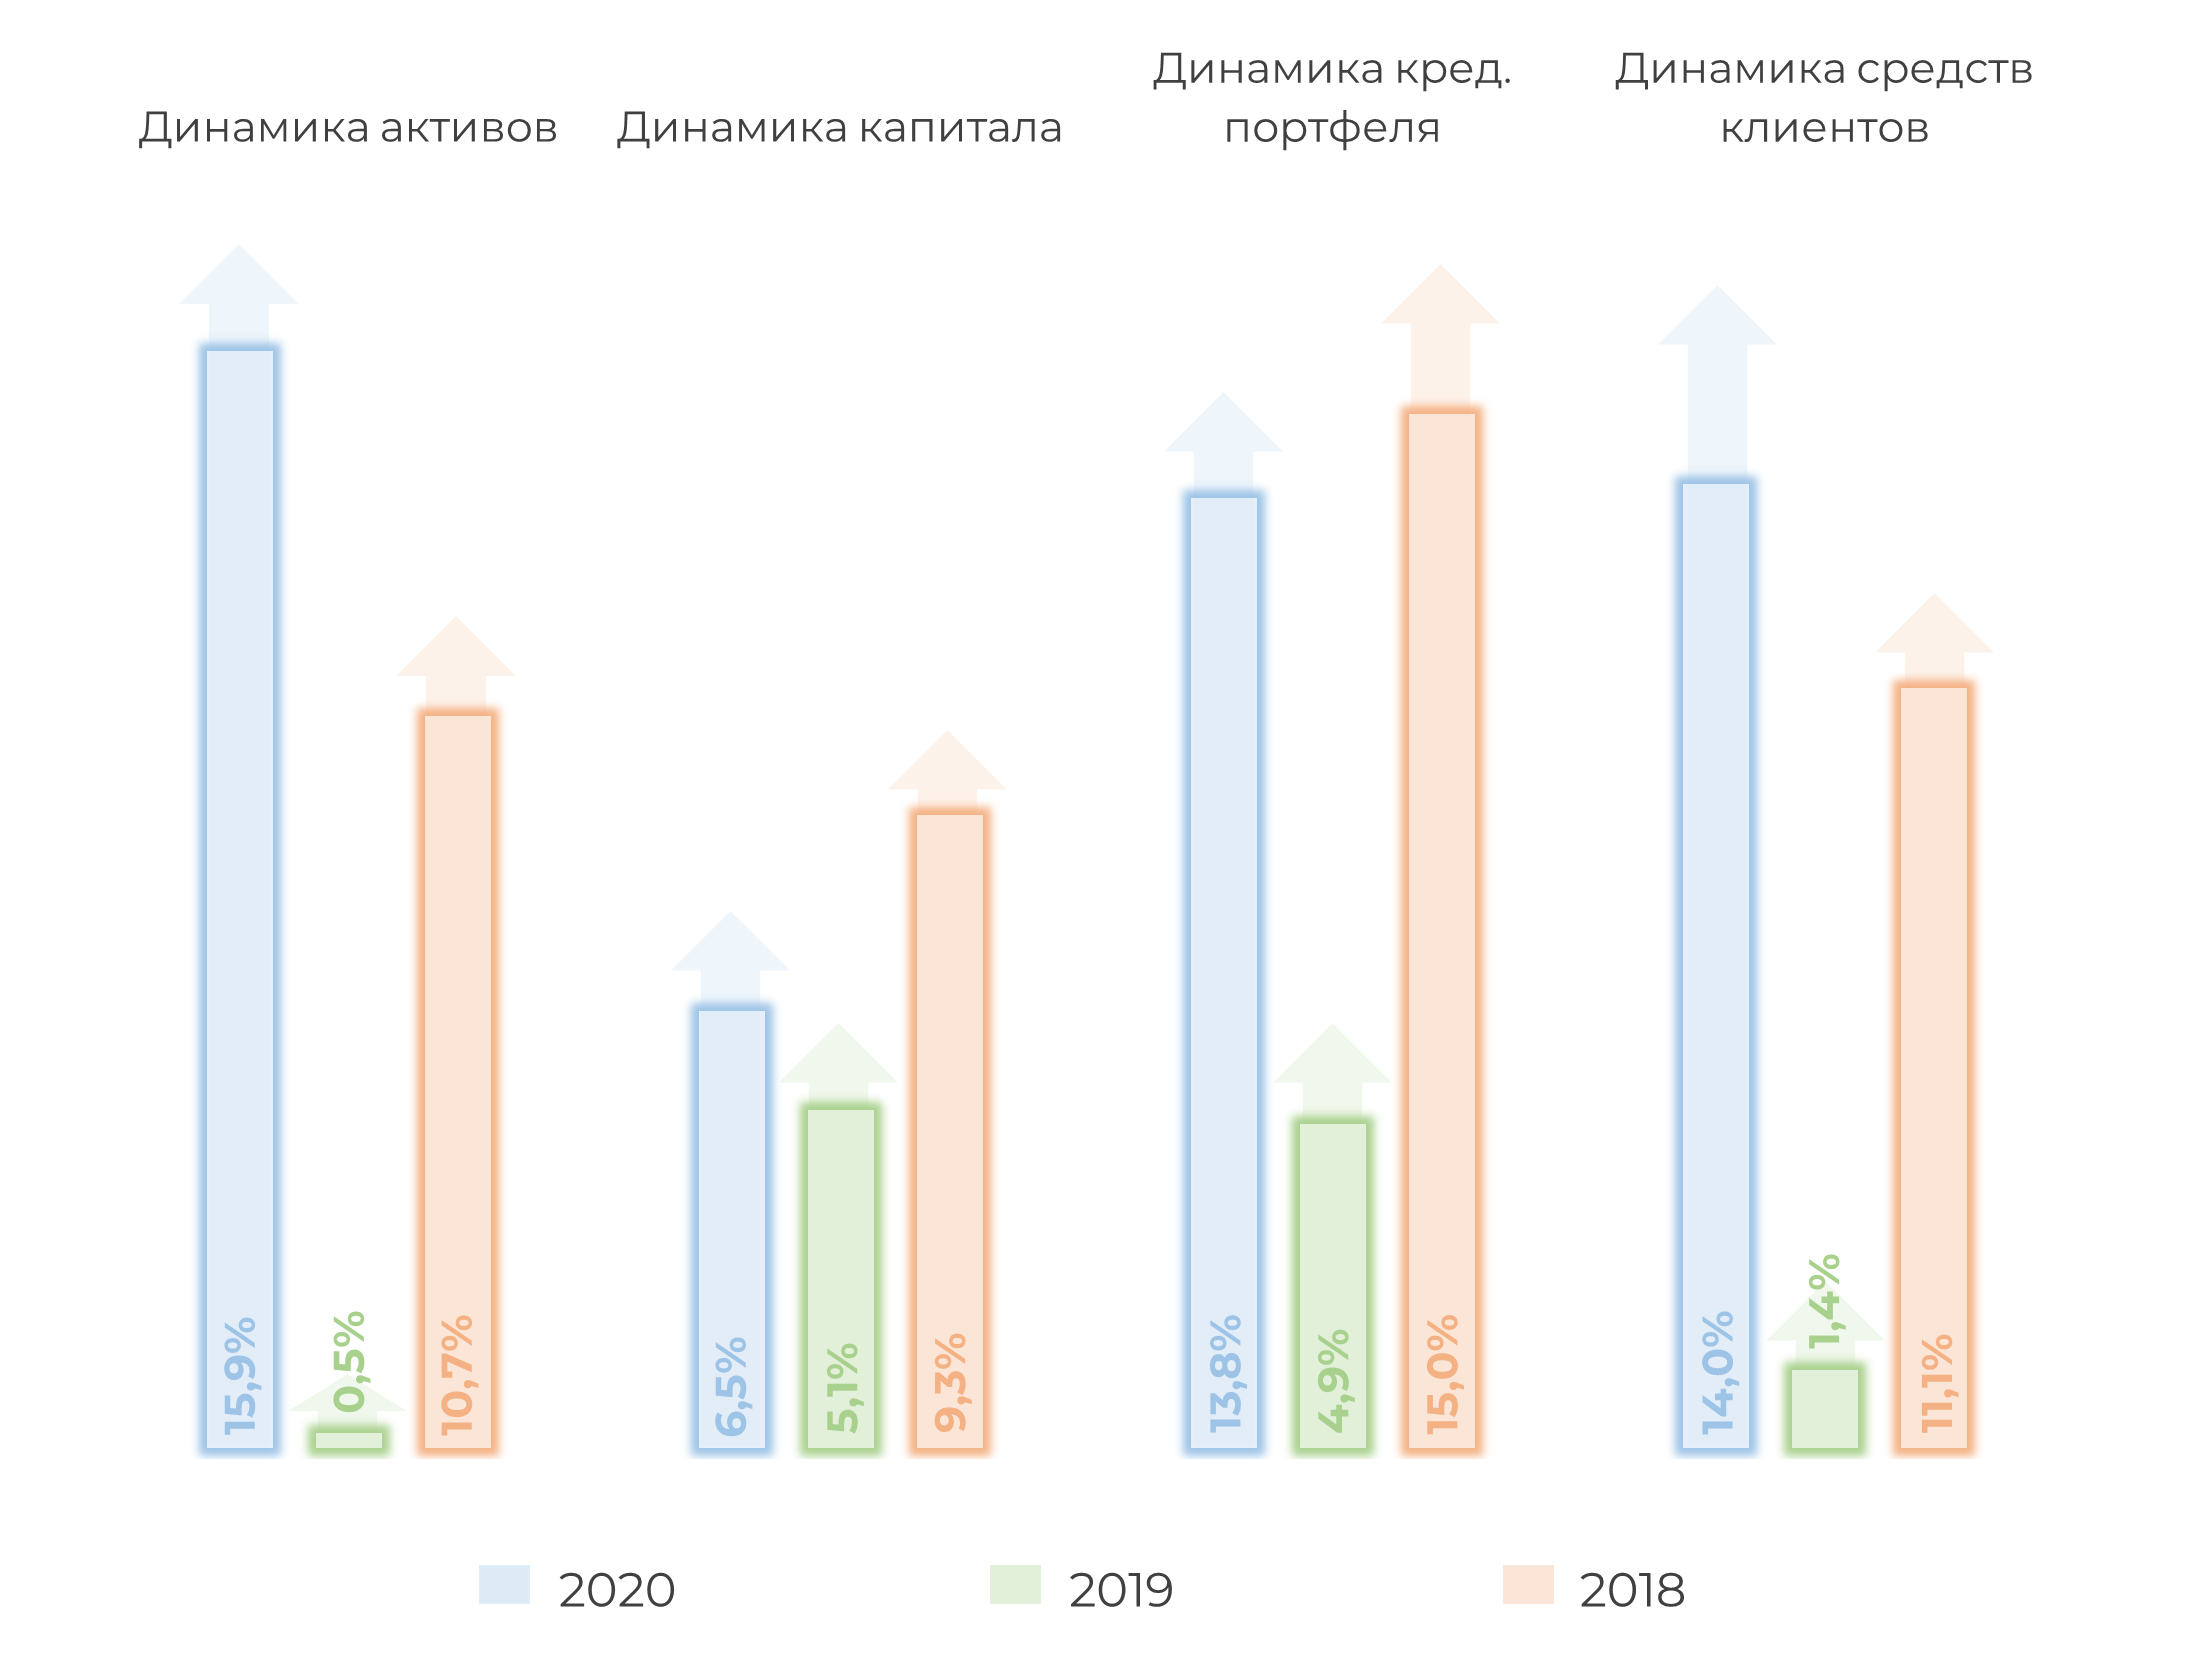 Динамика активов
Динамика капитала
Динамика кред.
портфеля
Динамика средств
клиентов
15,9%
0,5%
10,7%
6,5%
5,1%
9,3%
13,8%
4,9%
15,0%
14,0%
1,4%
11,1%
2020
2019
2018